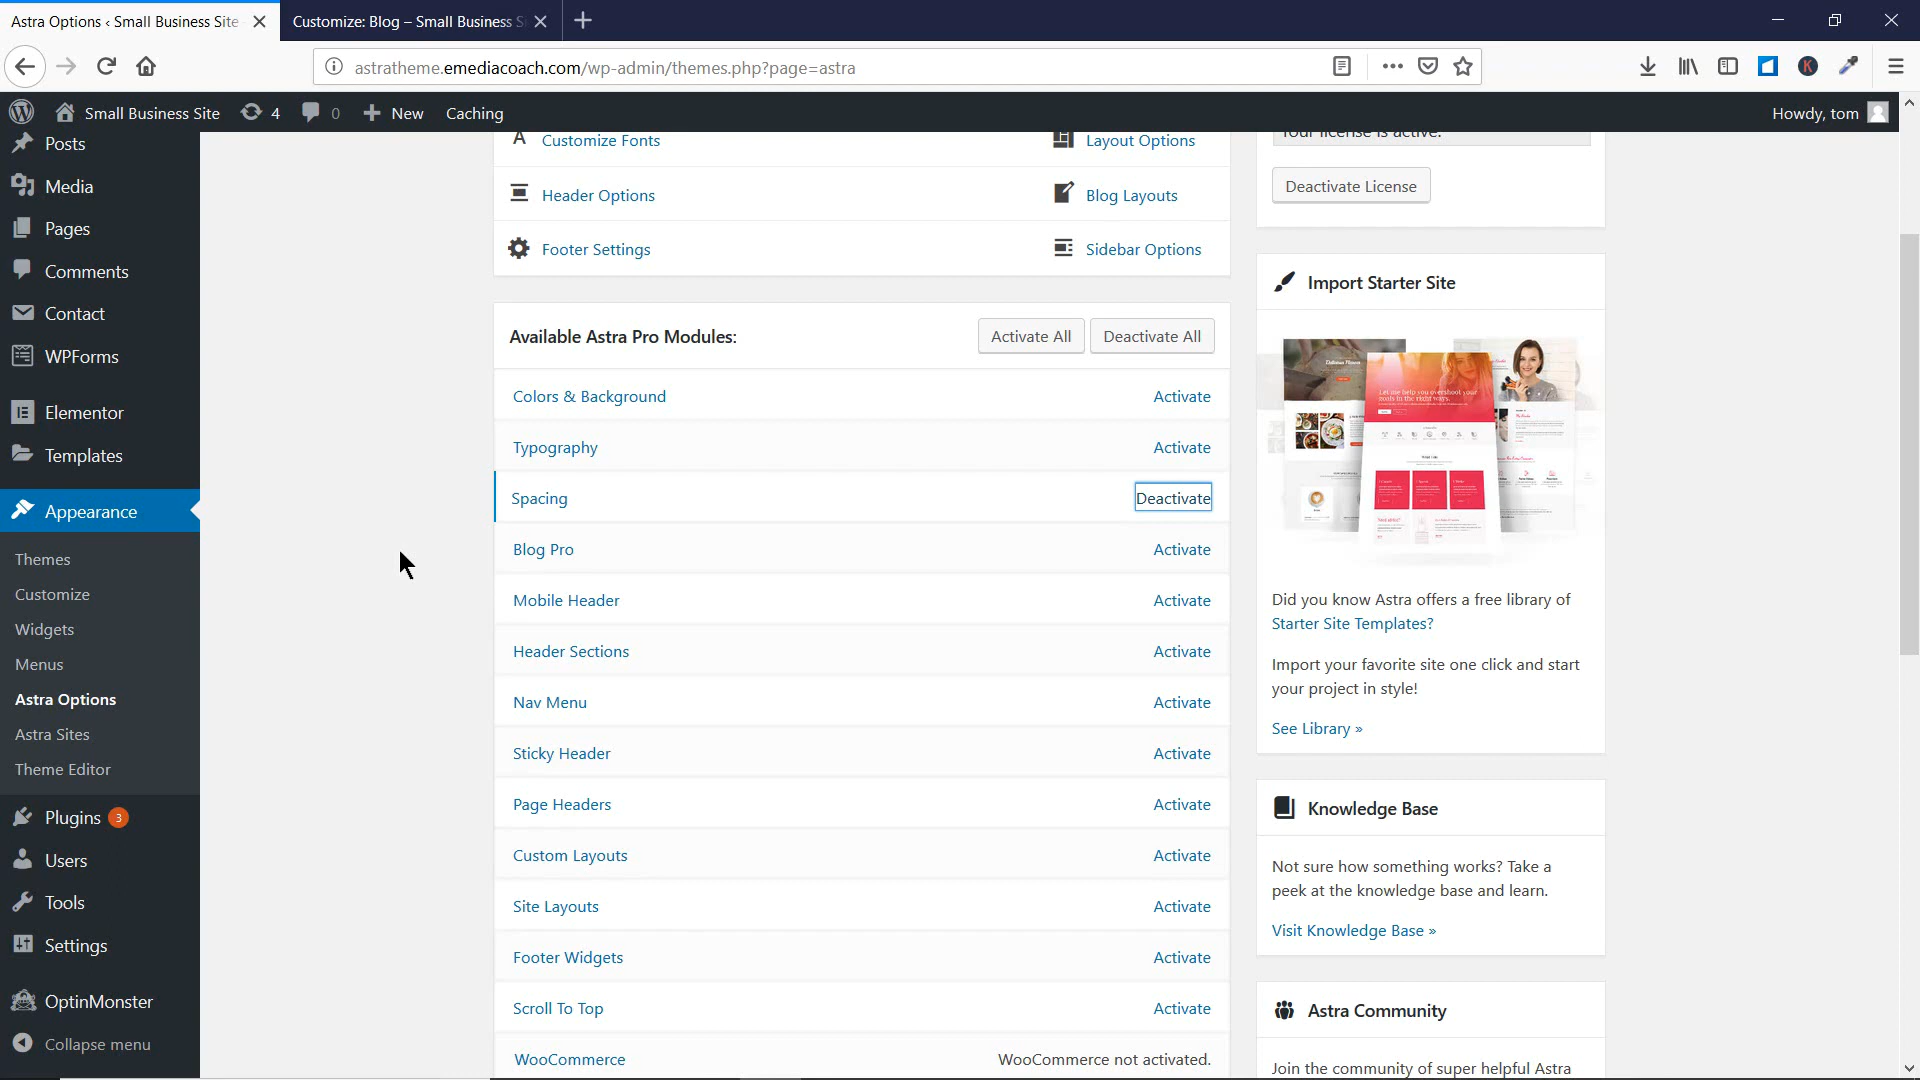 Astra Options ‹ Small Business Site
Customize: Blog – Small Business S
astratheme.emediacoach.com/wp-admin/themes.php?page=astra
Small Business Site
4
0
New
Caching
Howdy, tom
Posts
Media
Pages
Comments
Contact
WPForms
Elementor
Templates
Appearance
Themes
Customize
Widgets
Menus
Astra Options
Astra Sites
Theme Editor
Plugins 3
Users
Tools
Settings
OptinMonster
Collapse menu
Customize Fonts
Layout Options
Header Options
Blog Layouts
Footer Settings
Sidebar Options
Available Astra Pro Modules:
Activate All
Deactivate All
Colors & Background Activate
Typography Activate
Spacing Deactivate
Blog Pro Activate
Mobile Header Activate
Header Sections Activate
Nav Menu Activate
Sticky Header Activate
Page Headers Activate
Custom Layouts Activate
Site Layouts Activate
Footer Widgets Activate
Scroll To Top Activate
WooCommerce WooCommerce not activated.
Your license is active.
Deactivate License
Import Starter Site
Did you know Astra offers a free library of
Starter Site Templates?
Import your favorite site one click and start
your project in style!
See Library »
Knowledge Base
Not sure how something works? Take a
peek at the knowledge base and learn.
Visit Knowledge Base »
Astra Community
Join the community of super helpful Astra